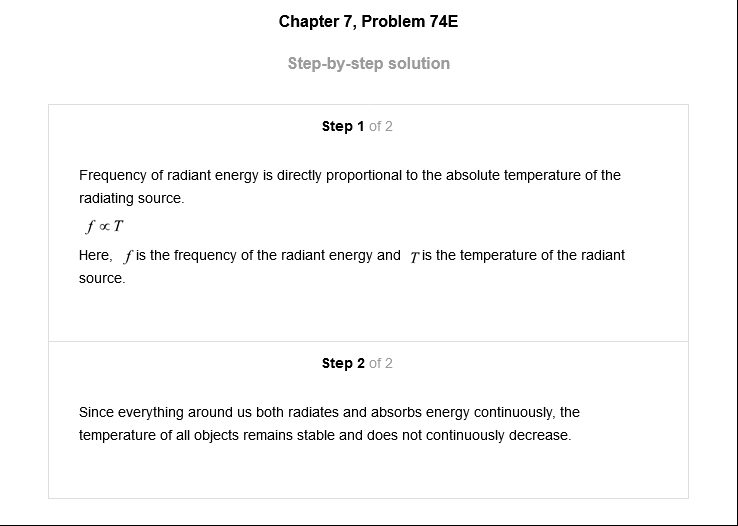 Chapter 7, Problem 74E
Step-by-step solution
Step 1 of 2
Frequency of radiant energy is directly proportional to the absolute temperature of the
radiating source.
f ∝ T
Here, f is the frequency of the radiant energy and T is the temperature of the radiant
source.
Step 2 of 2
Since everything around us both radiates and absorbs energy continuously, the
temperature of all objects remains stable and does not continuously decrease.